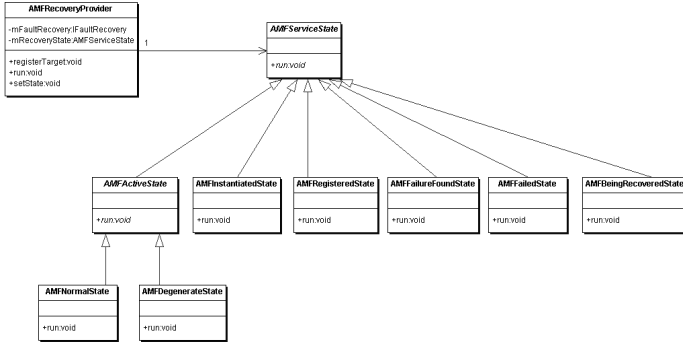 AMFRecoveryProvider
-mFaultRecovery:IFaultRecovery
-mRecoveryState:AMFServiceState
+registerTarget:void
+run:void
+setState:void
1
AMFServiceState
+run:void
AMFActiveState
+run:void
AMFInstantiatedState
+run:void
AMFRegisteredState
+run:void
AMFFailureFoundState
+run:void
AMFFailedState
+run:void
AMFBeingRecoveredState
+run:void
AMFNormalState
+run:void
AMFDegenerateState
+run:void